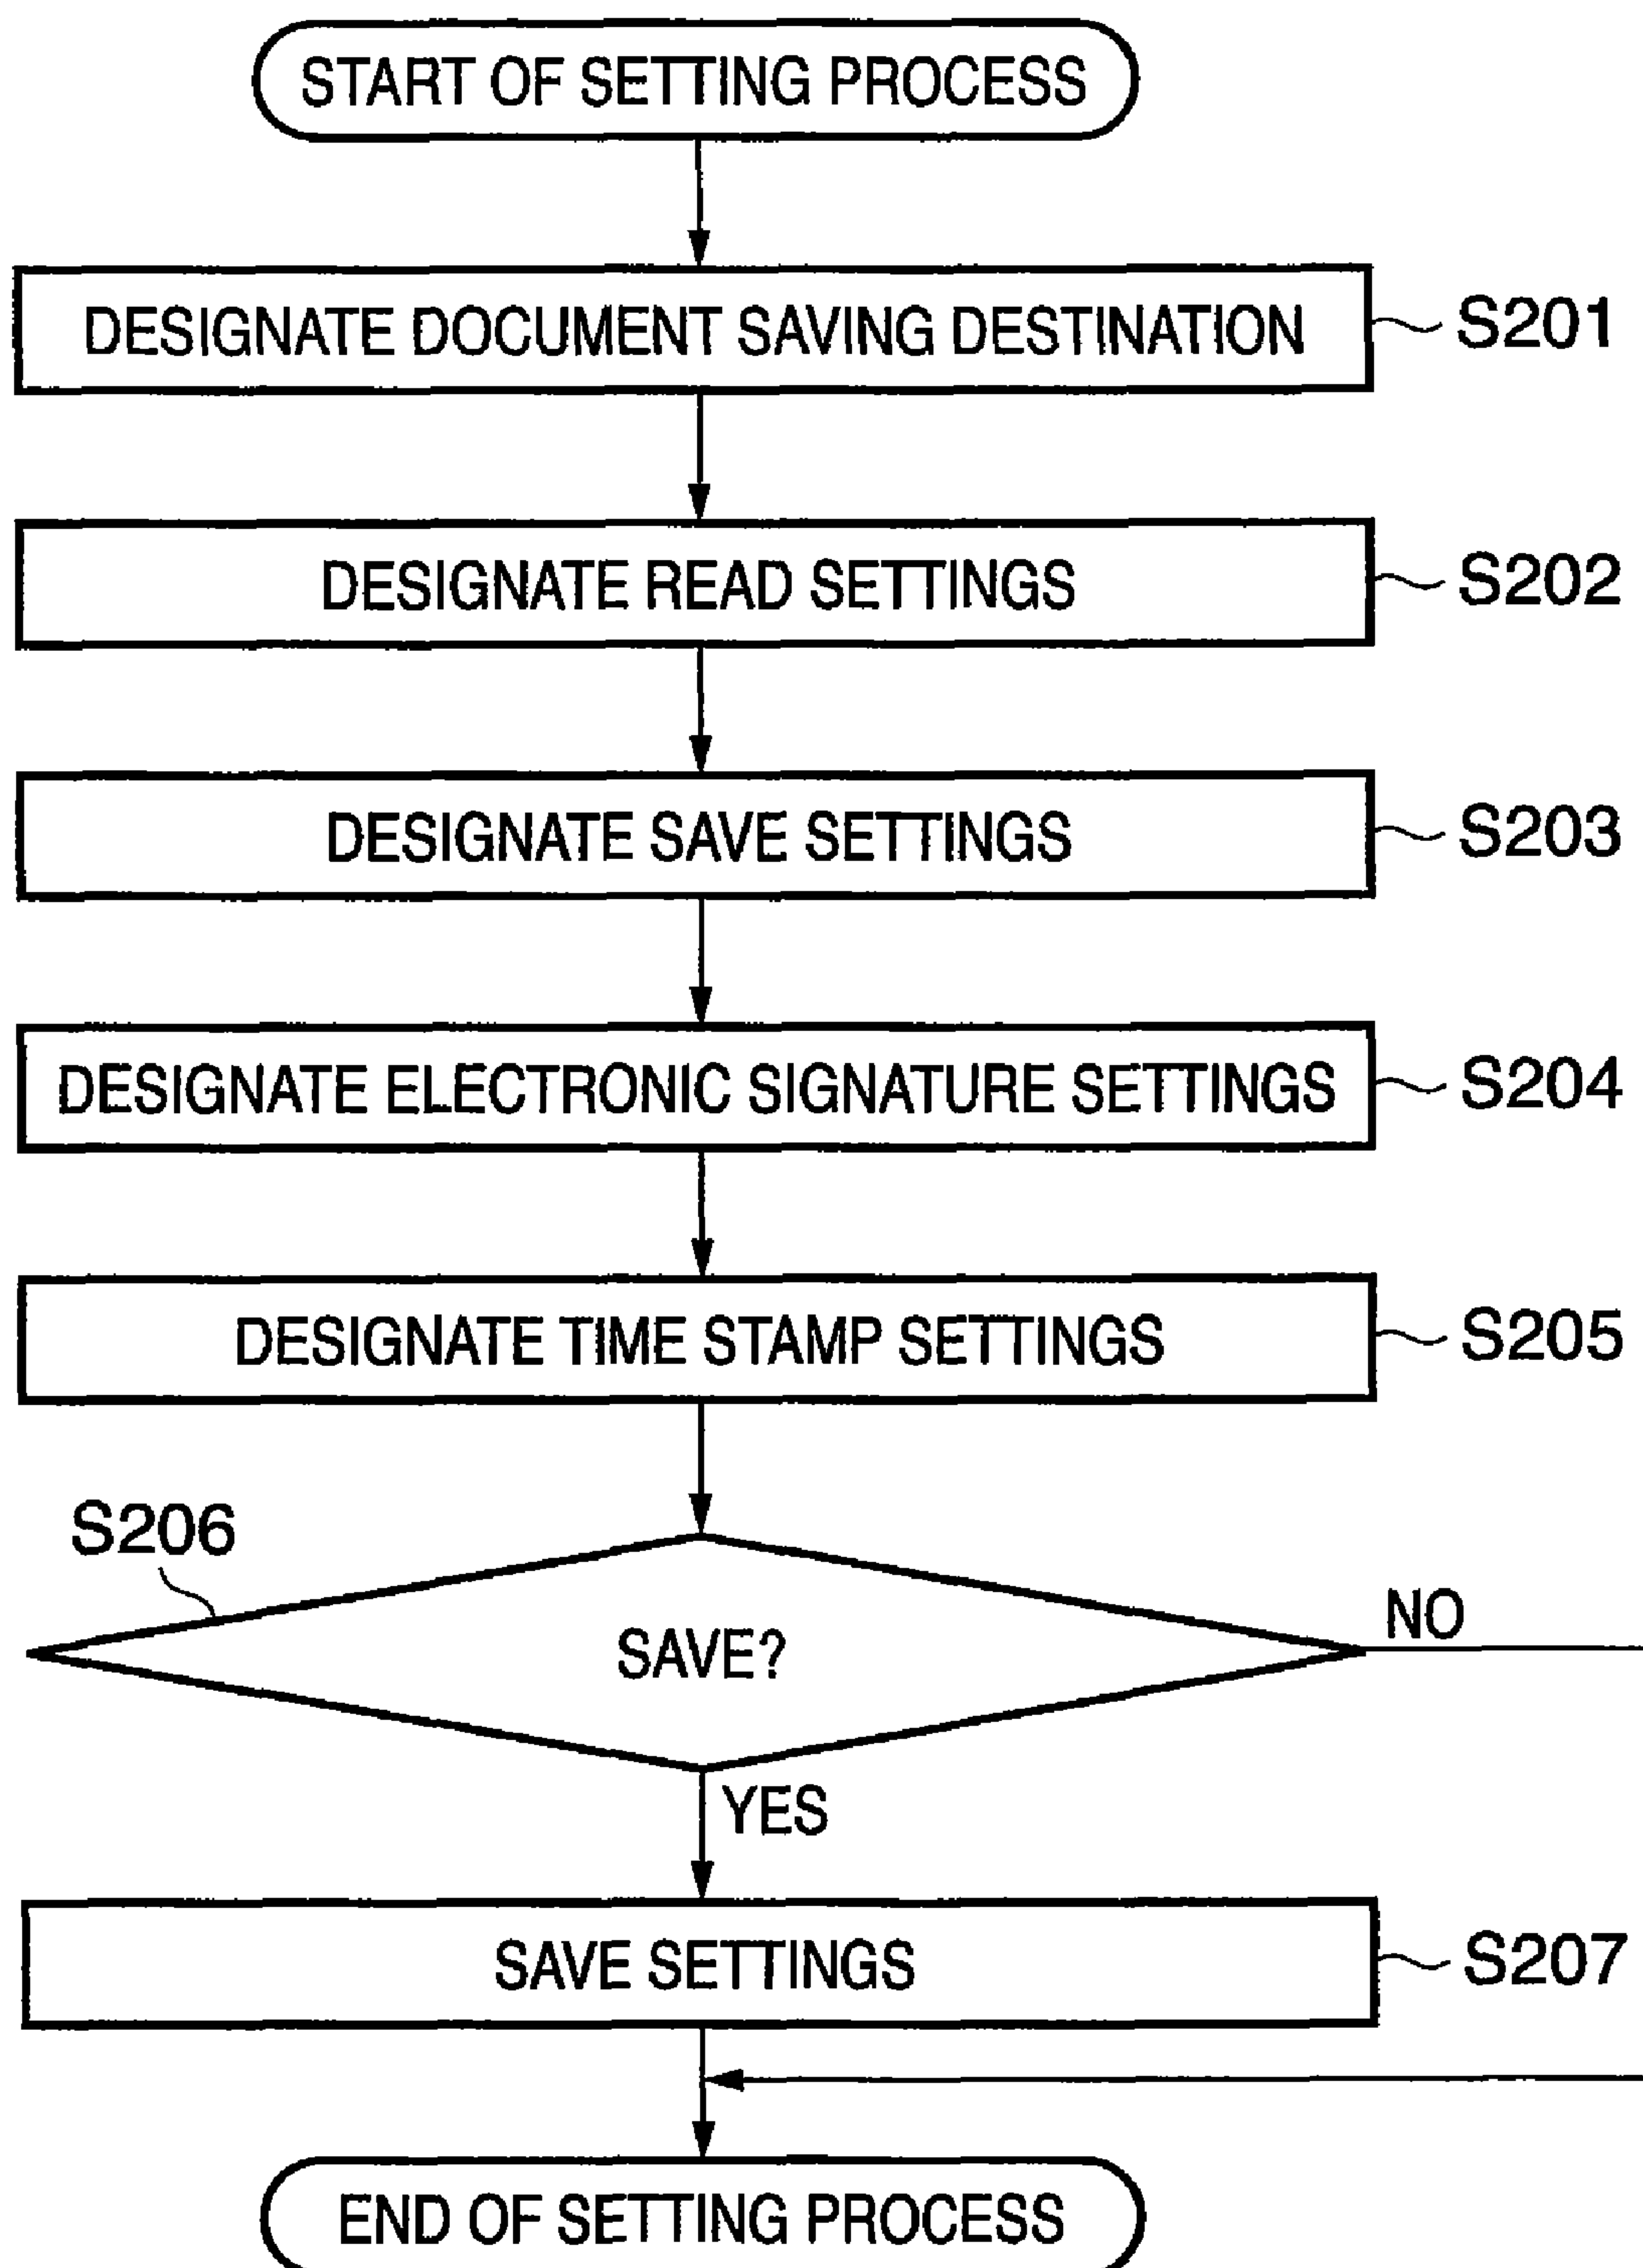 START OF SETTING PROCESS
DESIGNATE DOCUMENT SAVING DESTINATION S201
DESIGNATE READ SETTINGS S202
DESIGNATE SAVE SETTINGS S203
DESIGNATE ELECTRONIC SIGNATURE SETTINGS S204
DESIGNATE TIME STAMP SETTINGS S205
S206
NO
SAVE?
YES
SAVE SETTINGS S207
END OF SETTING PROCESS